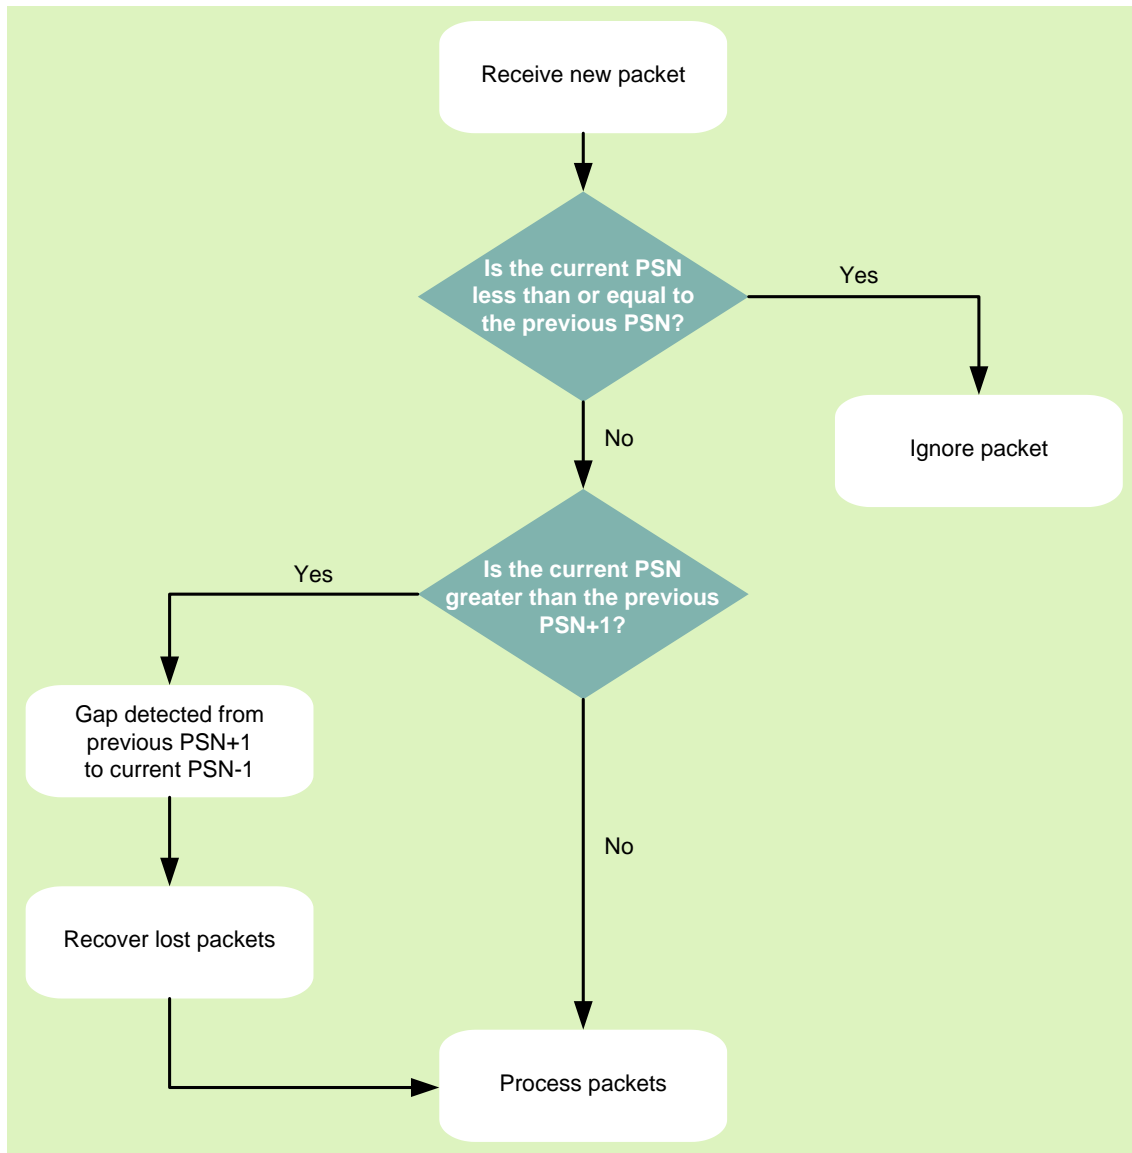 Receive new packet
Is the current PSN
less than or equal to
the previous PSN?
Yes
Ignore packet
No
Is the current PSN
greater than the previous
PSN+1?
Yes
Gap detected from
previous PSN+1
to current PSN-1
No
Recover lost packets
Process packets